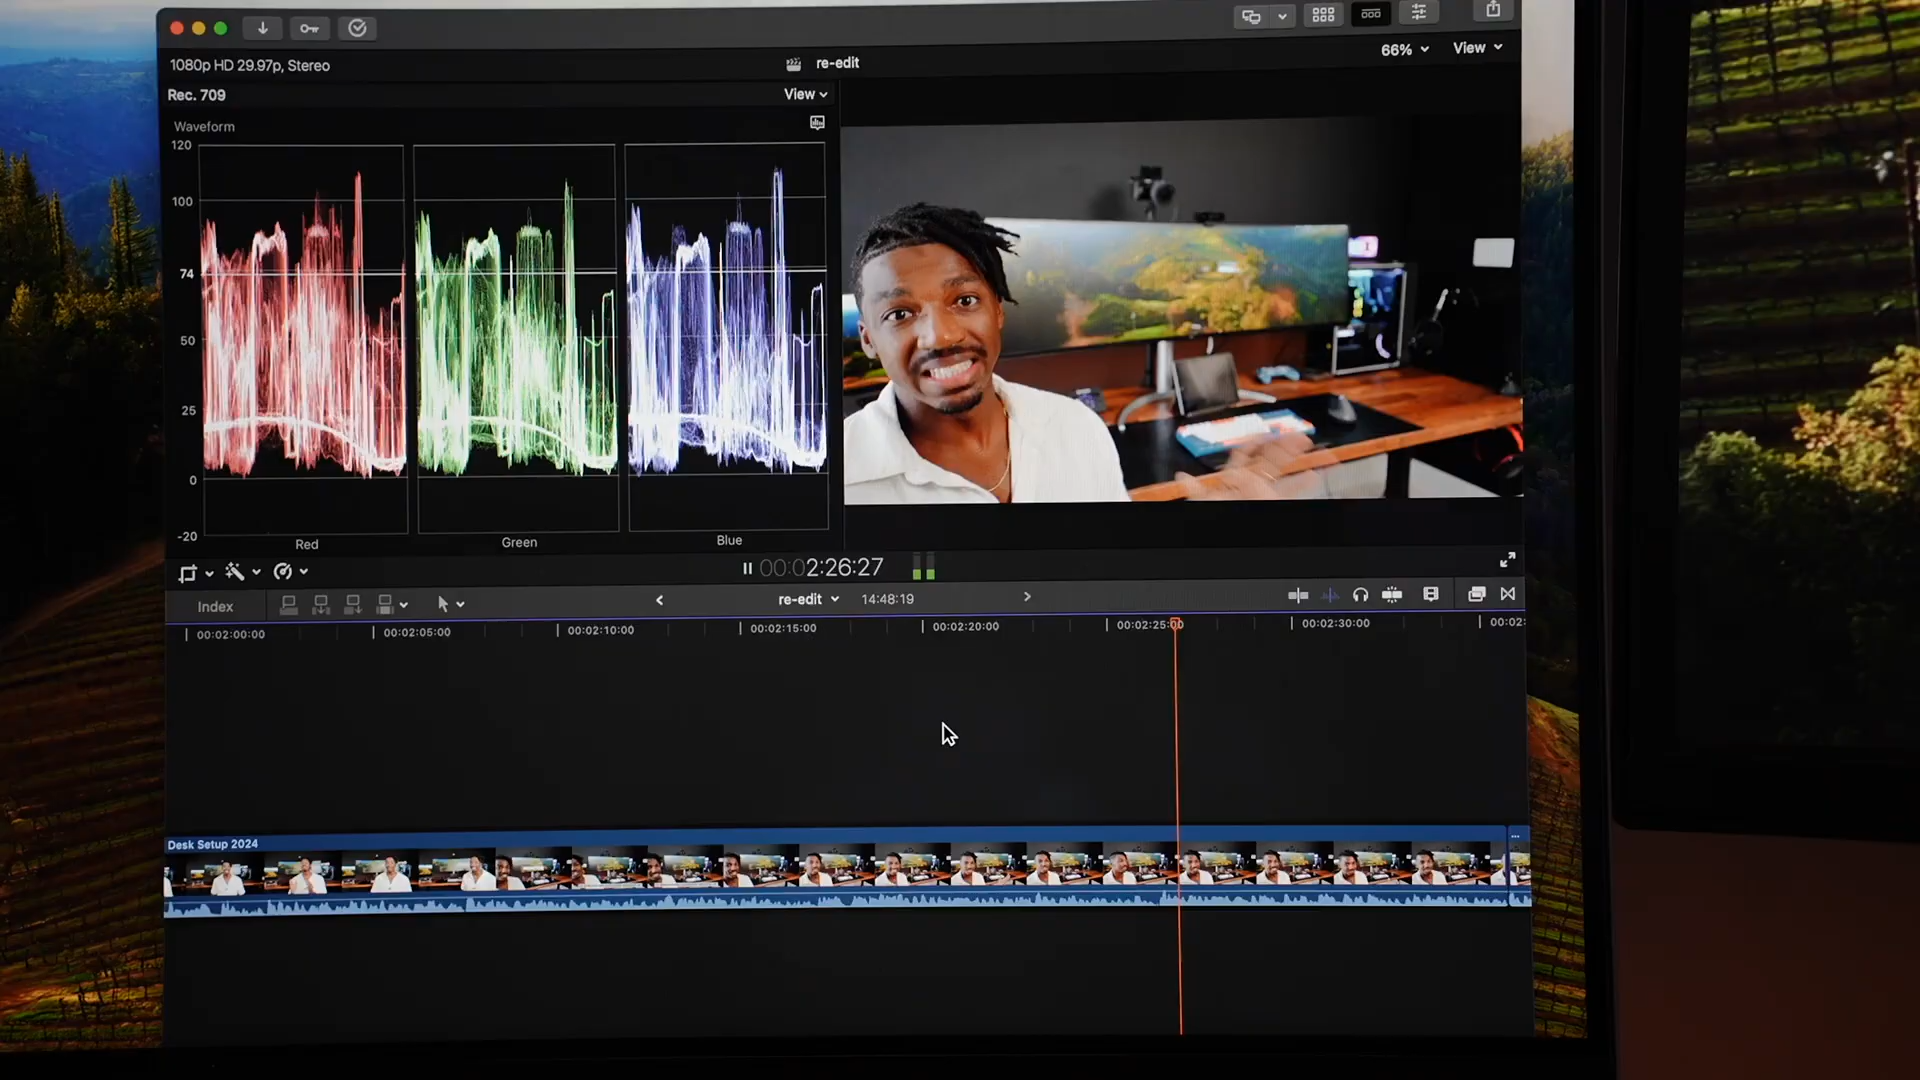 1080p HD 29.97p, Stereo
re-edit
66%
View
Rec. 709
View
Waveform
120
100
74
50
25
0
-20
Red
Green
Blue
00:02:26:27
Index
re-edit
14:48:19
00:02:00:00
00:02:05:00
00:02:10:00
00:02:15:00
00:02:20:00
00:02:25:00
00:02:30:00
00:02:
Desk Setup 2024